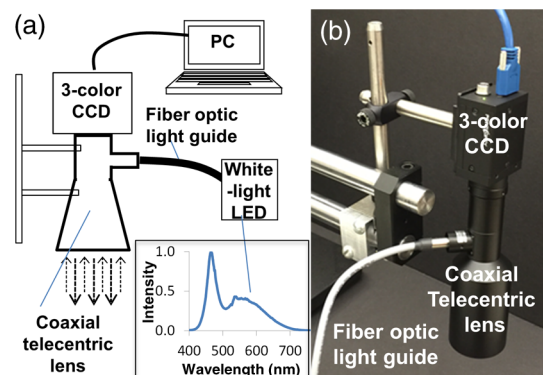 (a)
PC
3-color
CCD
Fiber optic
light guide
White
-light
LED
Coaxial
telecentric
lens
Intensity
1.0
0.5
0.0
400 500 600 700
Wavelength (nm)
(b)
3-color
CCD
Coaxial
Telecentric
lens
Fiber optic
light guide